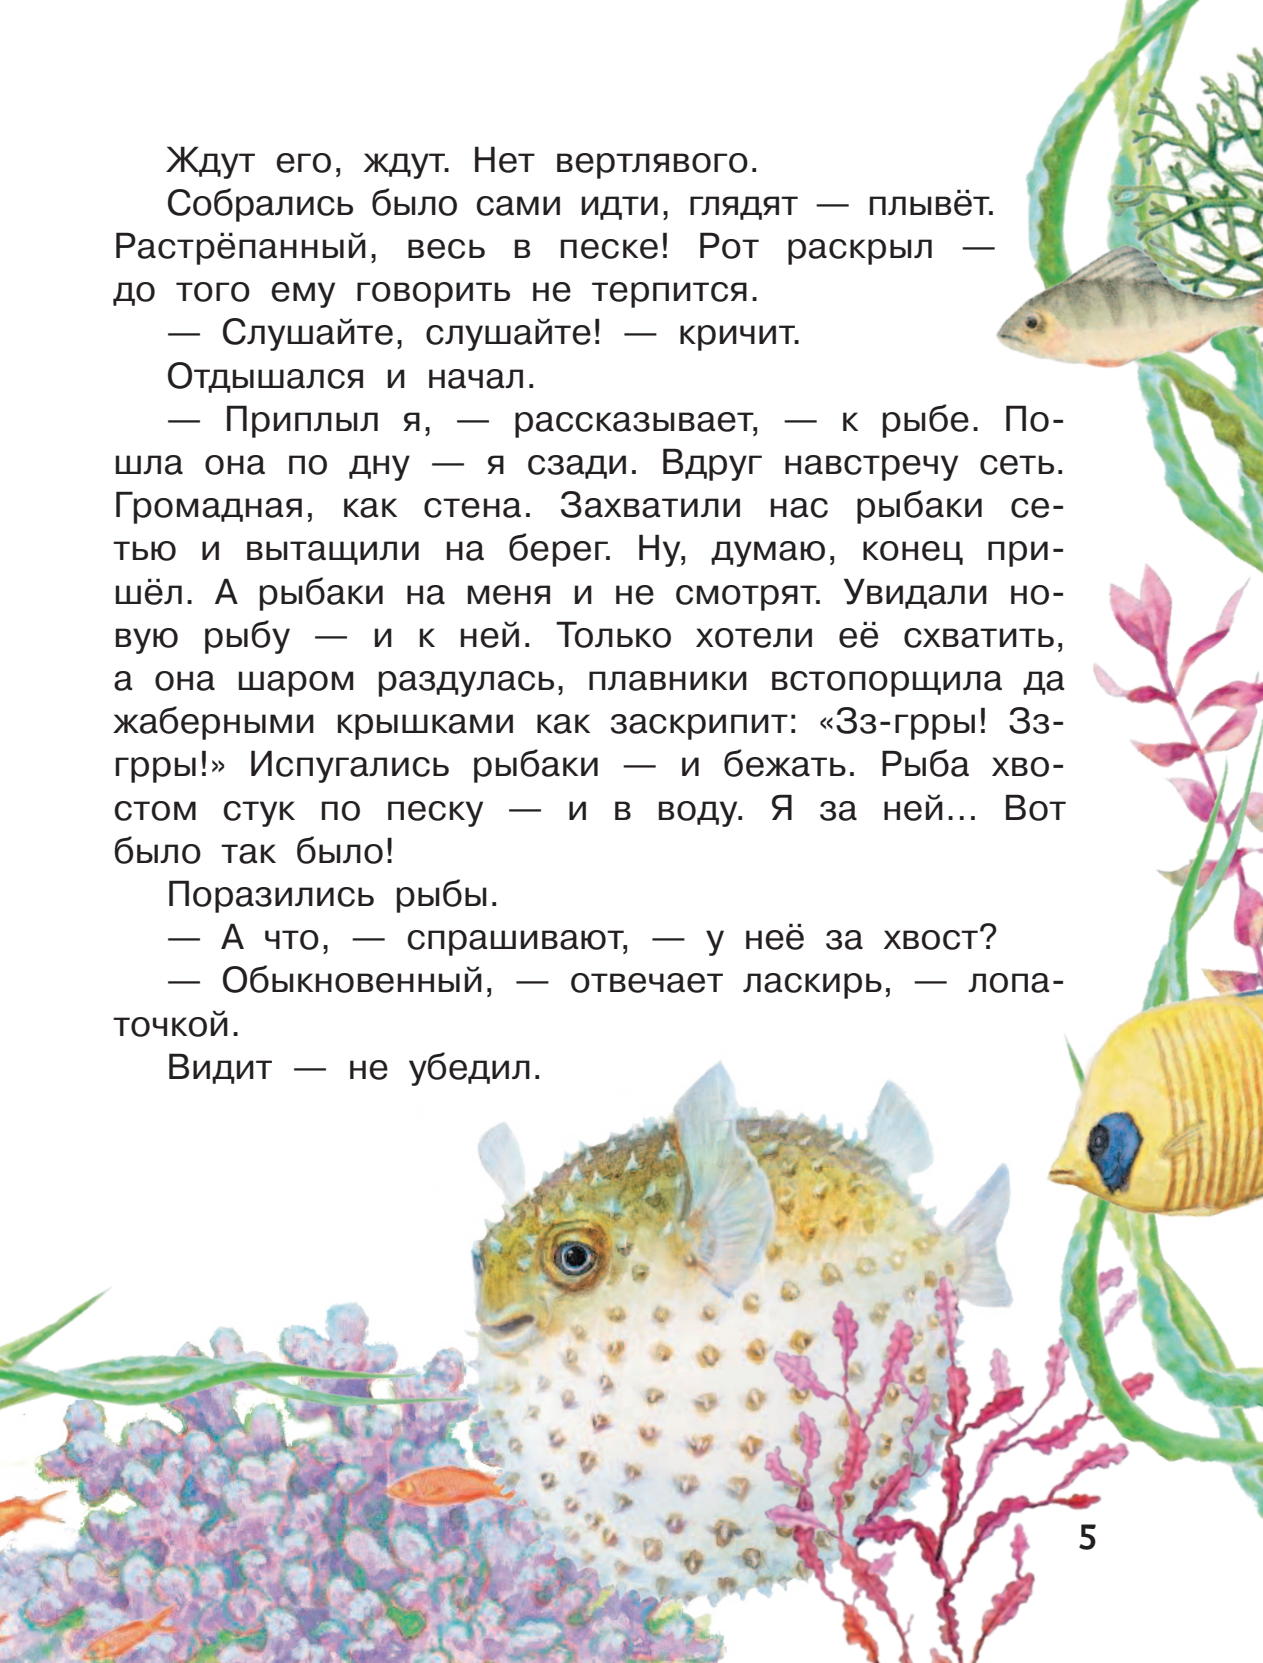 Ждут его, ждут. Нет вертлявого.
Собрались было сами идти, глядят — плывёт.
Растрёпанный, весь в песке! Рот раскрыл —
до того ему говорить не терпится.
— Слушайте, слушайте! — кричит.
Отдышался и начал.
— Приплыл я, — рассказывает, — к рыбе. По-
шла она по дну — я сзади. Вдруг навстречу сеть.
Громадная, как стена. Захватили нас рыбаки се-
тью и вытащили на берег. Ну, думаю, конец при-
шёл. А рыбаки на меня и не смотрят. Увидали но-
вую рыбу — и к ней. Только хотели её схватить,
а она шаром раздулась, плавники встопорщила да
жаберными крышками как заскрипит: «Зз-грры! Зз-
грры!» Испугались рыбаки — и бежать. Рыба хво-
стом стук по песку — и в воду. Я за ней... Вот
было так было!
Поразились рыбы.
— А что, — спрашивают, — у неё за хвост?
— Обыкновенный, — отвечает ласкирь, — лопа-
точкой.
Видит — не убедил.
5